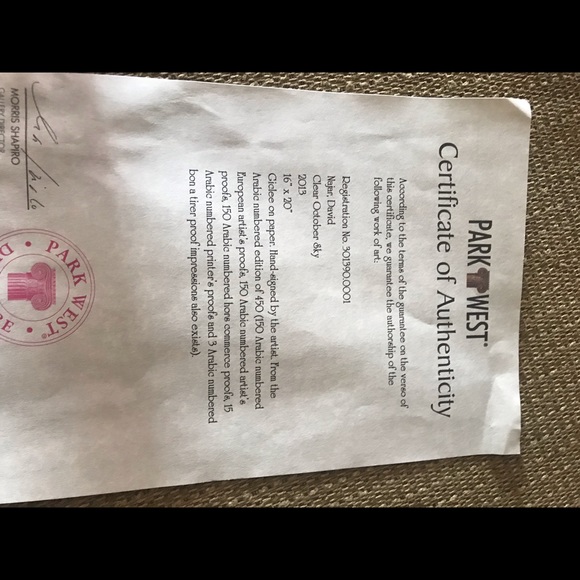 PARK WEST®
Certificate of Authenticity
According to the terms of the guarantee on the verso of
this certificate, we guarantee the authorship of the
following work of art:
Registration No. 301390.0001
Najar, David
Clear October Sky
2013
16" x 20"
Giclee on paper. Hand-signed by the artist. From the
Arabic numbered edition of 450 (150 Arabic numbered
European artist's proofs, 150 Arabic numbered artist's
proofs, 150 Arabic numbered hors commerce proofs, 15
Arabic numbered printer's proofs and 3 Arabic numbered
bon a tirer proof impressions also exists).
MORRIS SHAPIRO
GALLERY DIRECTOR
PARK WEST®